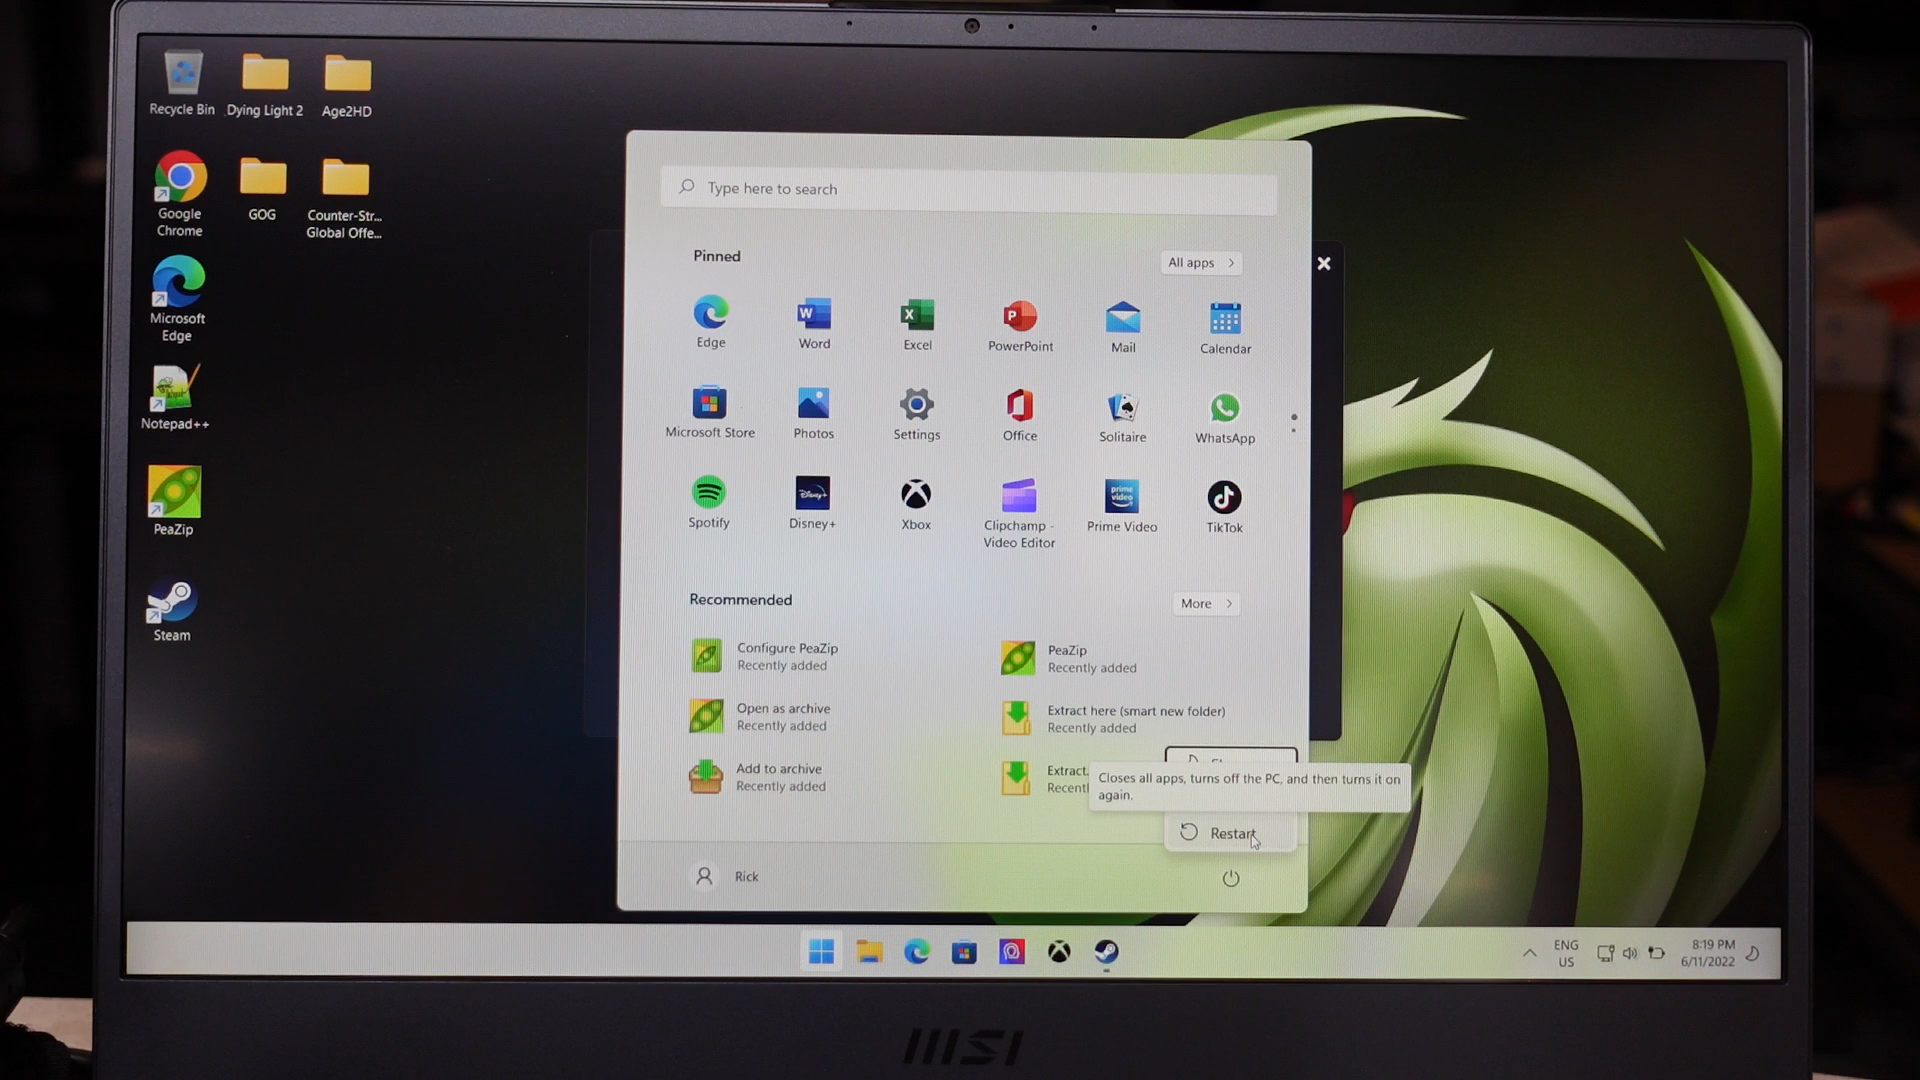 Recycle Bin
Dying Light 2
Age2HD
Google
Chrome
GOG
Counter-Str...
Global Offe...
Microsoft
Edge
Notepad++
PeaZip
Steam
Type here to search
Pinned
All apps
Edge
Word
Excel
PowerPoint
Mail
Calendar
Microsoft Store
Photos
Settings
Office
Solitaire
WhatsApp
Spotify
Disney+
Xbox
Clipchamp -
Video Editor
Prime Video
TikTok
Recommended
More
Configure PeaZip
Recently added
PeaZip
Recently added
Open as archive
Recently added
Extract here (smart new folder)
Recently added
Add to archive
Recently added
Extract
Closes all apps, turns off the PC, and then turns it on
again.
Restart
Rick
ENG
US
8:19 PM
6/11/2022
msi